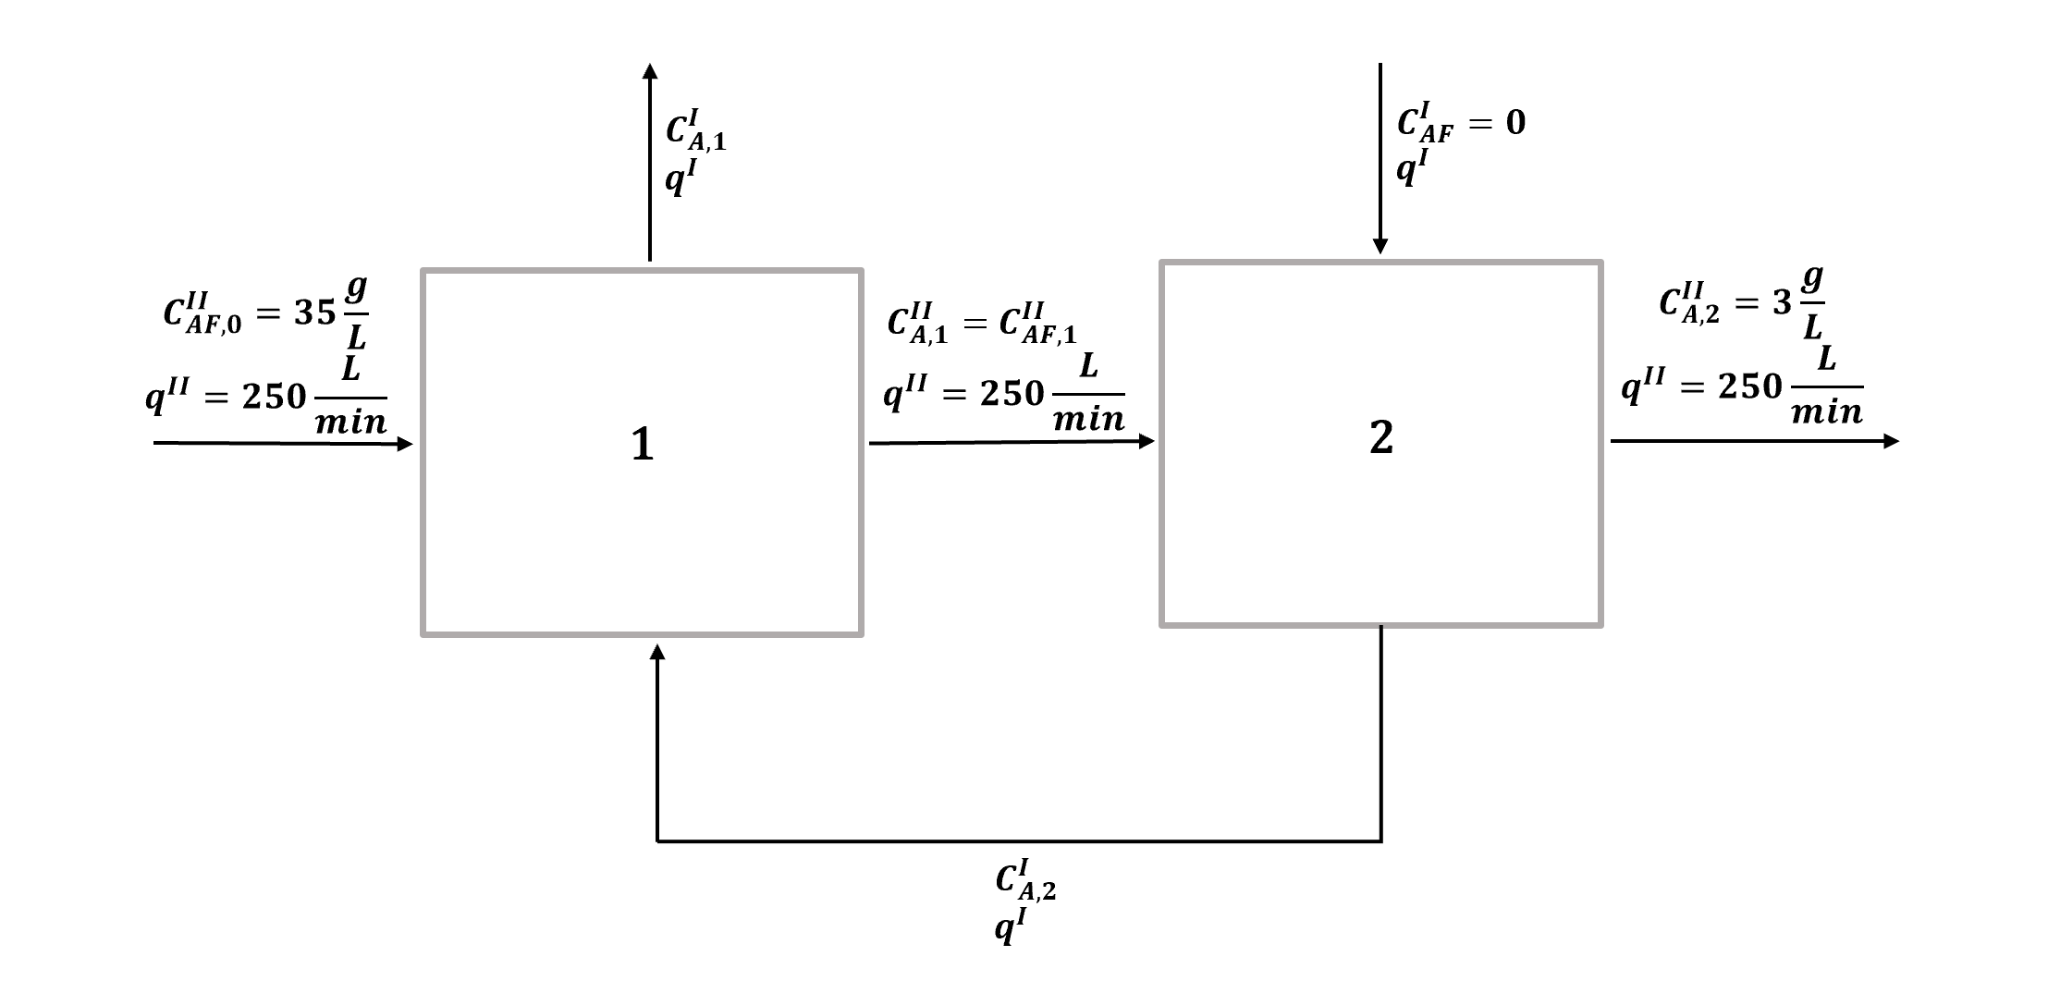 C^I_{A,1}
q^I
C^I_{AF} = 0
q^I
C^{II}_{AF,0} = 35 g/L
q^{II} = 250 L/min
1
C^{II}_{A,1} = C^{II}_{AF,1}
q^{II} = 250 L/min
2
C^{II}_{A,2} = 3 g/L
q^{II} = 250 L/min
C^I_{A,2}
q^I